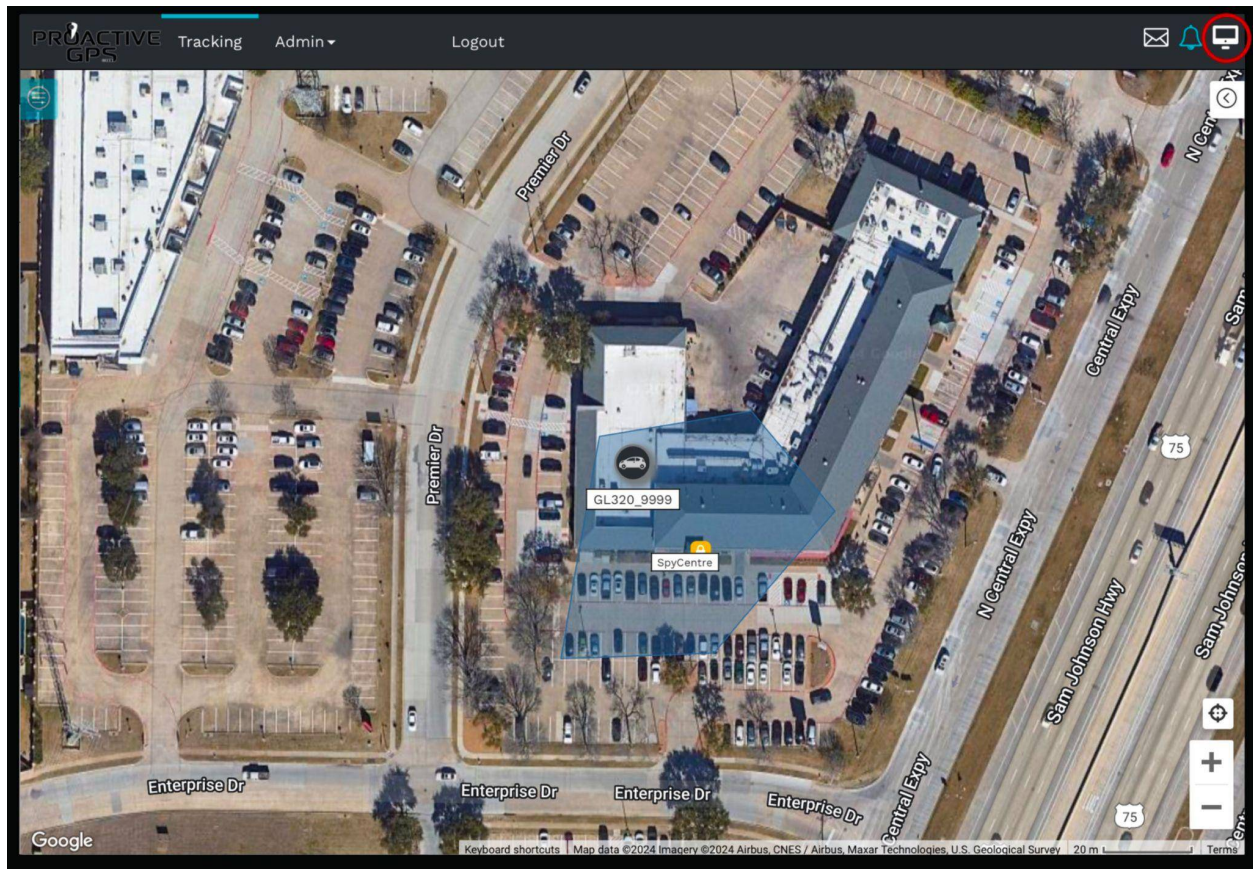 PROACTIVE
GPS
Tracking
Admin
Logout
Premier Dr
N Cen
Central Expy
Sam
Premier Dr
75
GL320_9999
SpyCentre
N Central Expy
Sam Johnson Hwy
Sam Johnson
Enterprise Dr
Enterprise Dr
Enterprise Dr
Enterprise Dr
Central Expy
75
Google
Keyboard shortcuts
Map data ©2024 Imagery ©2024 Airbus, CNES / Airbus, Maxar Technologies, U.S. Geological Survey
20 m
Terms